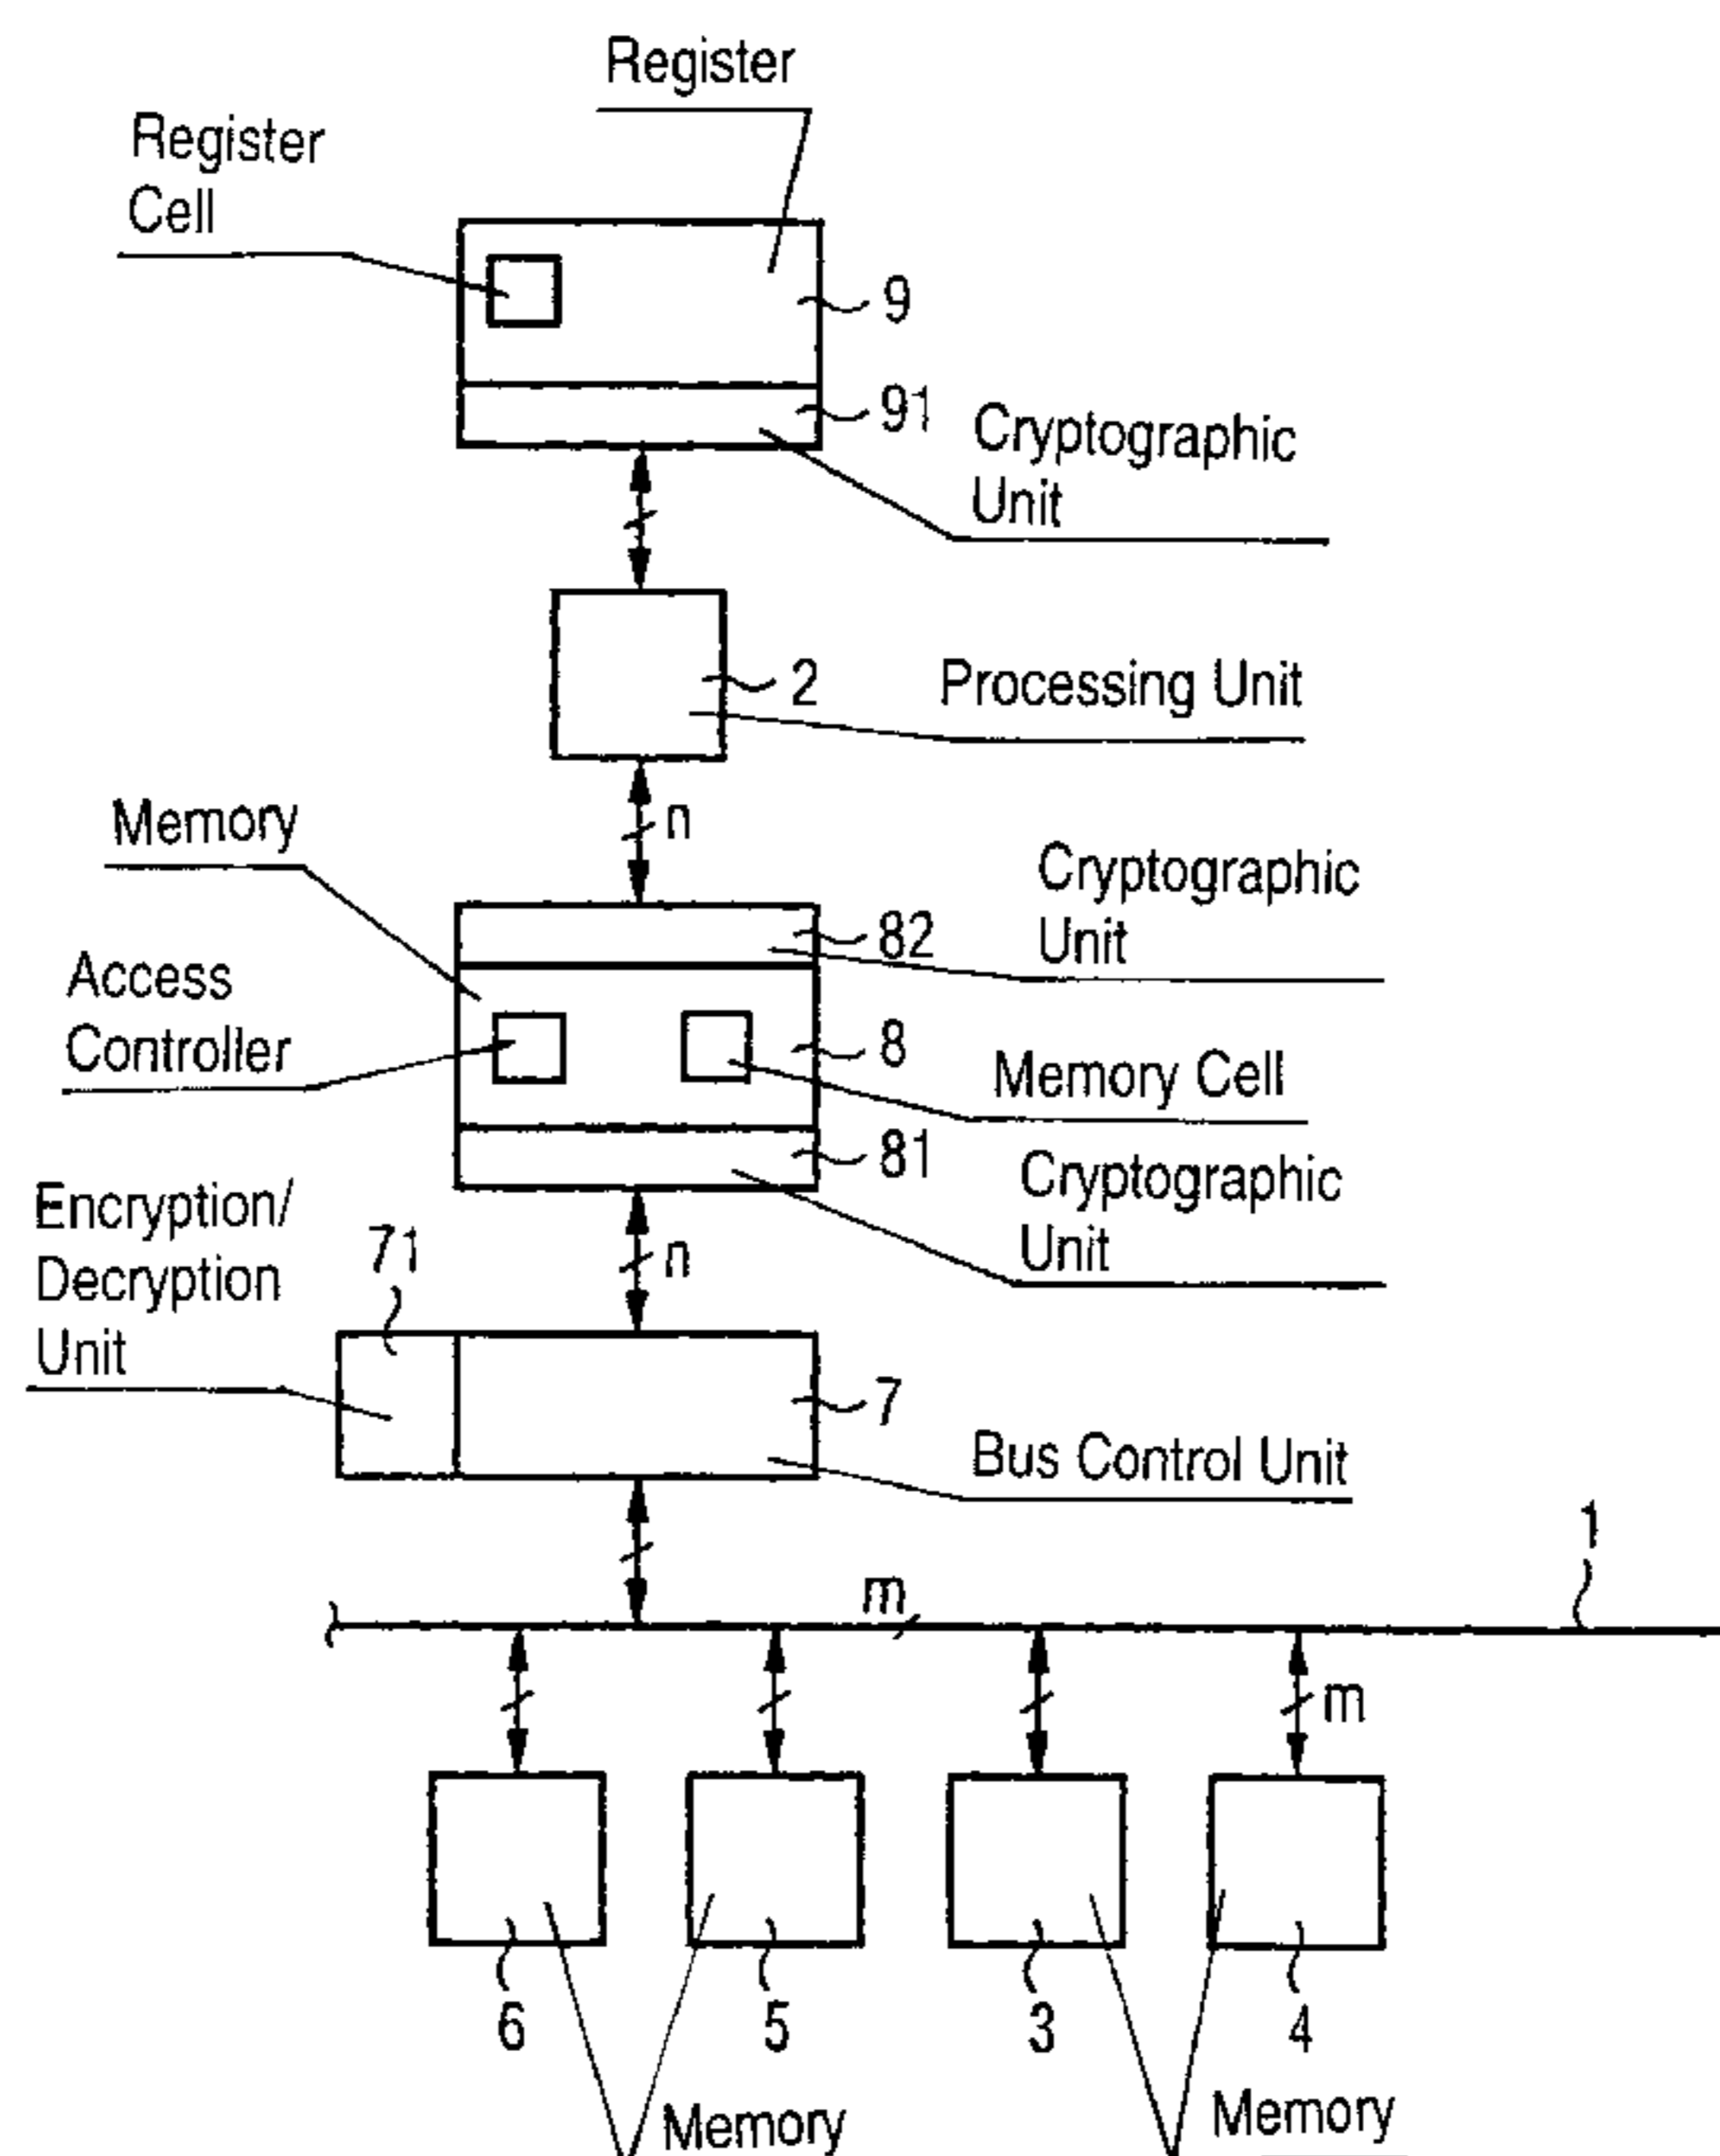 Register
Register
Cell
9
91
Cryptographic
Unit
2
Processing Unit
Memory
n
Cryptographic
Unit
82
Access
Controller
8
Memory Cell
81
Cryptographic
Unit
Encryption/
Decryption
Unit
71
n
7
Bus Control Unit
1
m
m
6
5
3
4
Memory
Memory